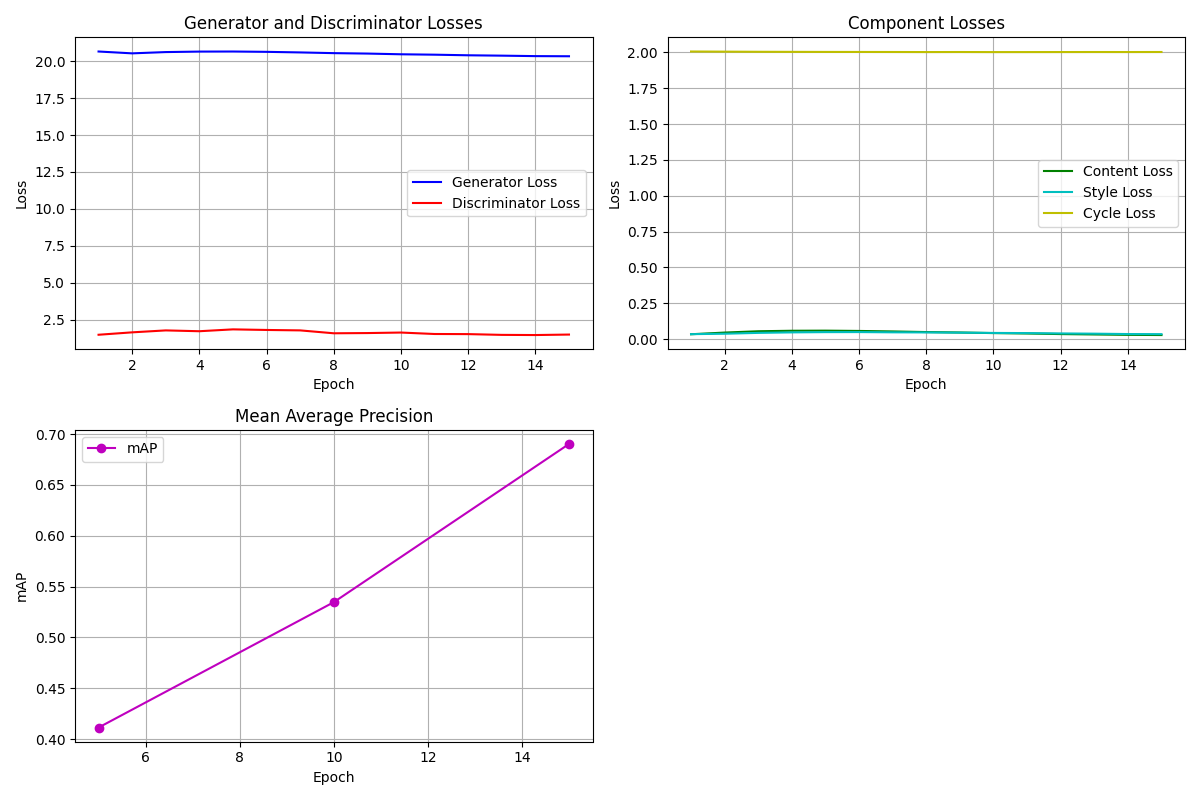 Generator and Discriminator Losses
20.0
17.5
15.0
12.5
10.0
7.5
5.0
2.5
Loss
Generator Loss
Discriminator Loss
2 4 6 8 10 12 14
Epoch
Component Losses
2.00
1.75
1.50
1.25
1.00
0.75
0.50
0.25
0.00
Loss
Content Loss
Style Loss
Cycle Loss
2 4 6 8 10 12 14
Epoch
Mean Average Precision
0.70
0.65
0.60
0.55
0.50
0.45
0.40
mAP
mAP
6 8 10 12 14
Epoch